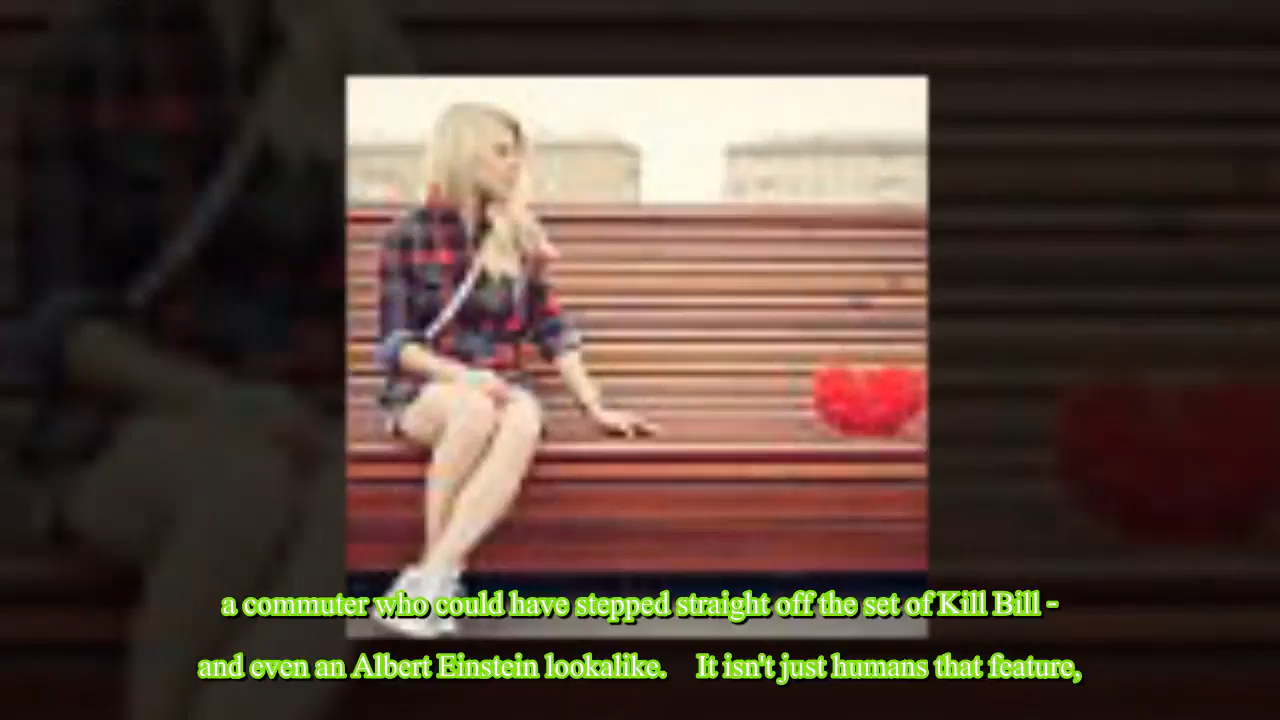 a commuter who could have stepped straight off the set of Kill Bill -
and even an Albert Einstein lookalike. It isn't just humans that feature,